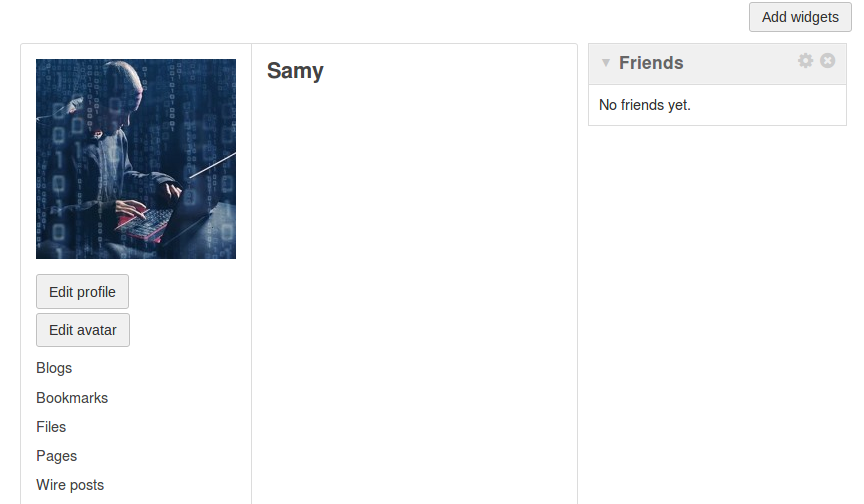 Add widgets
Samy
Friends
No friends yet.
Edit profile
Edit avatar
Blogs
Bookmarks
Files
Pages
Wire posts